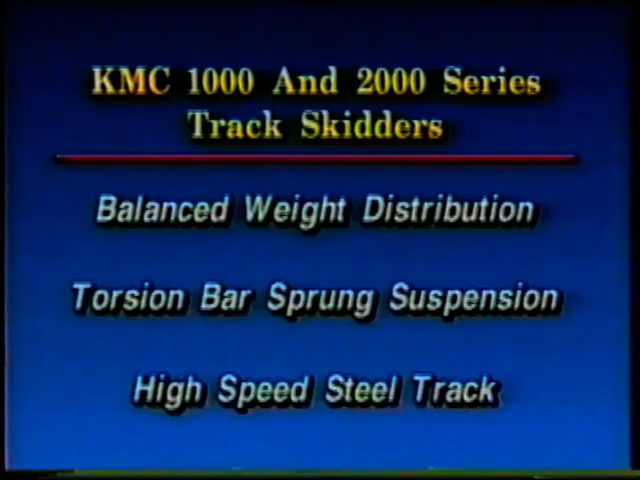 KMC 1000 And 2000 Series
Track Skidders
Balanced Weight Distribution
Torsion Bar Sprung Suspension
High Speed Steel Track